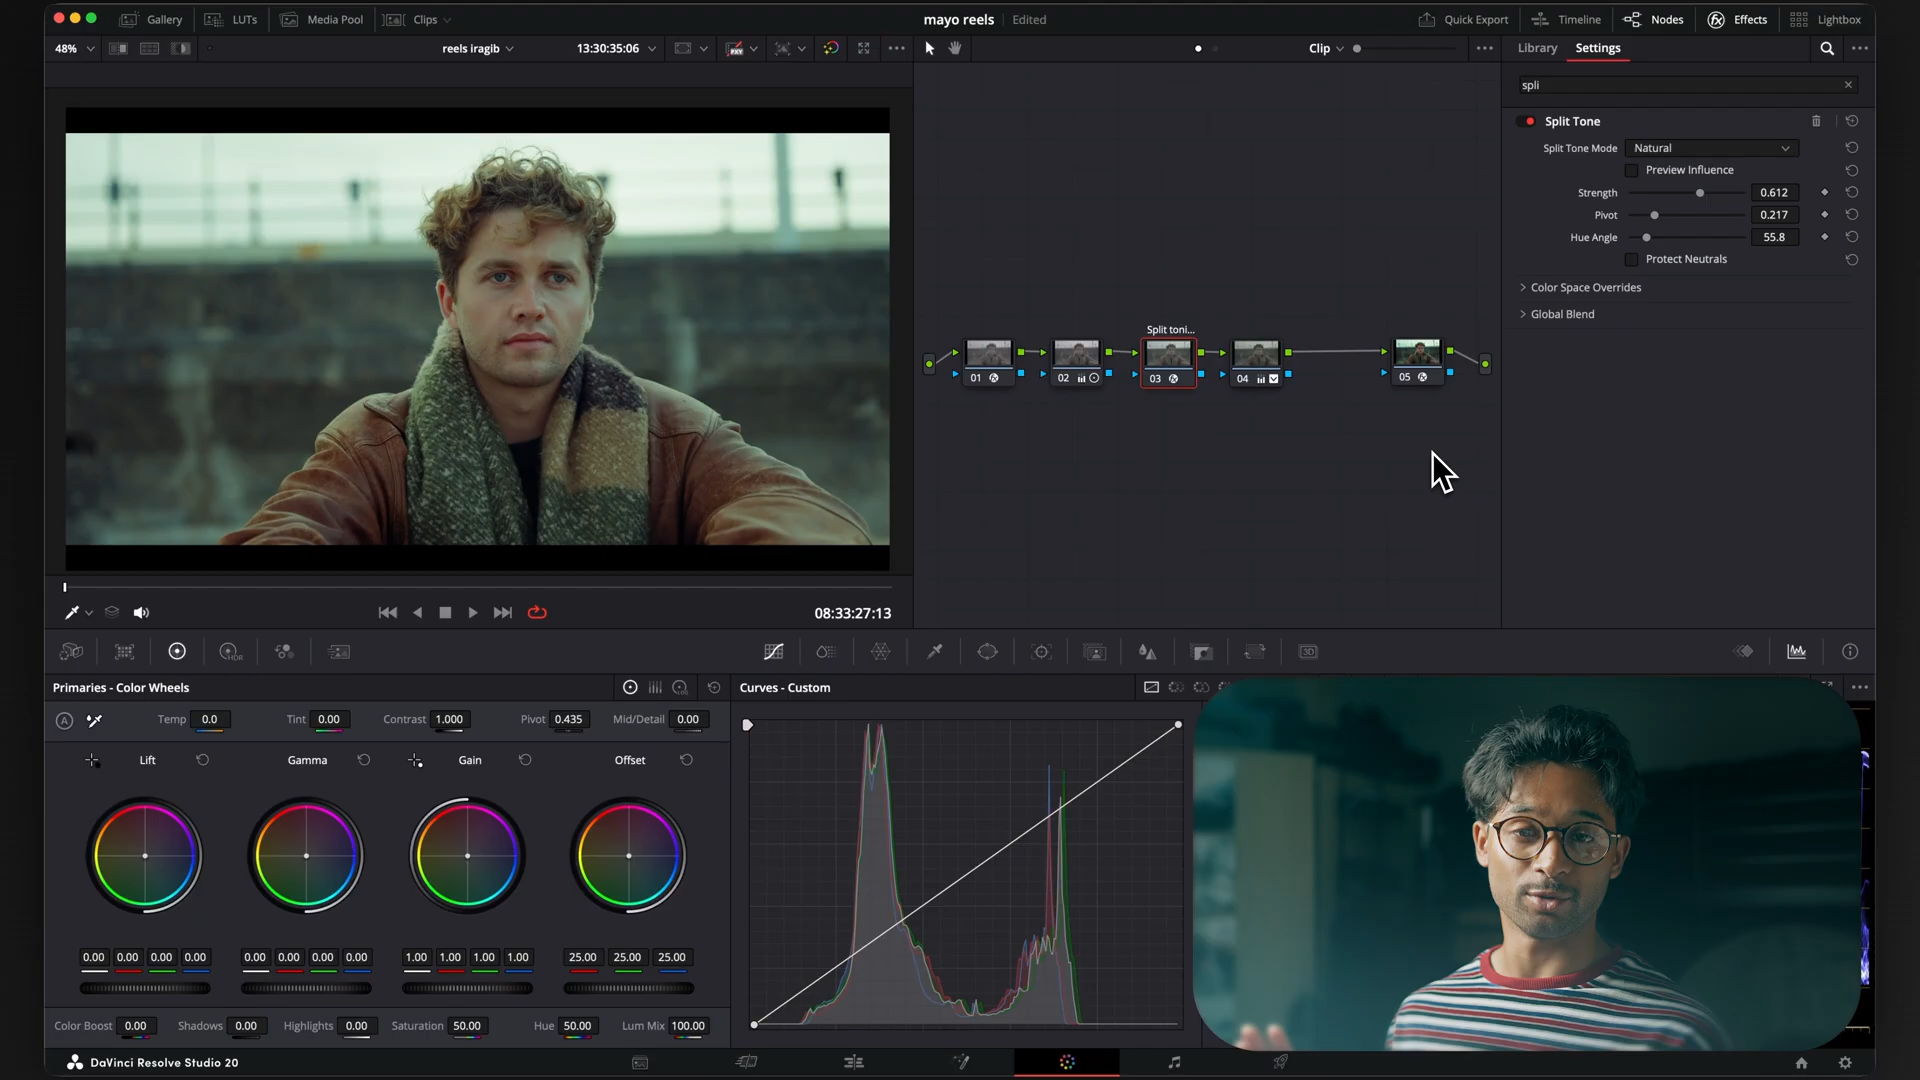 Gallery LUTs Media Pool Clips mayo reels Edited Quick Export Timeline Nodes Effects Lightbox
48% reels iragib 13:30:35:06 Clip Library Settings
spli
Split Tone
Split Tone Mode Natural
Preview Influence
Strength 0.612
Pivot 0.217
Hue Angle 55.8
Protect Neutrals
Color Space Overrides
Global Blend
Split toni...
01 02 03 04 05
08:33:27:13
HDR 3D
Primaries - Color Wheels LOG Curves - Custom
A Temp 0.0 Tint 0.00 Contrast 1.000 Pivot 0.435 Mid/Detail 0.00
Lift Gamma Gain Offset
0.00 0.00 0.00 0.00 0.00 0.00 0.00 0.00 1.00 1.00 1.00 1.00 25.00 25.00 25.00
Color Boost 0.00 Shadows 0.00 Highlights 0.00 Saturation 50.00 Hue 50.00 Lum Mix 100.00
DaVinci Resolve Studio 20